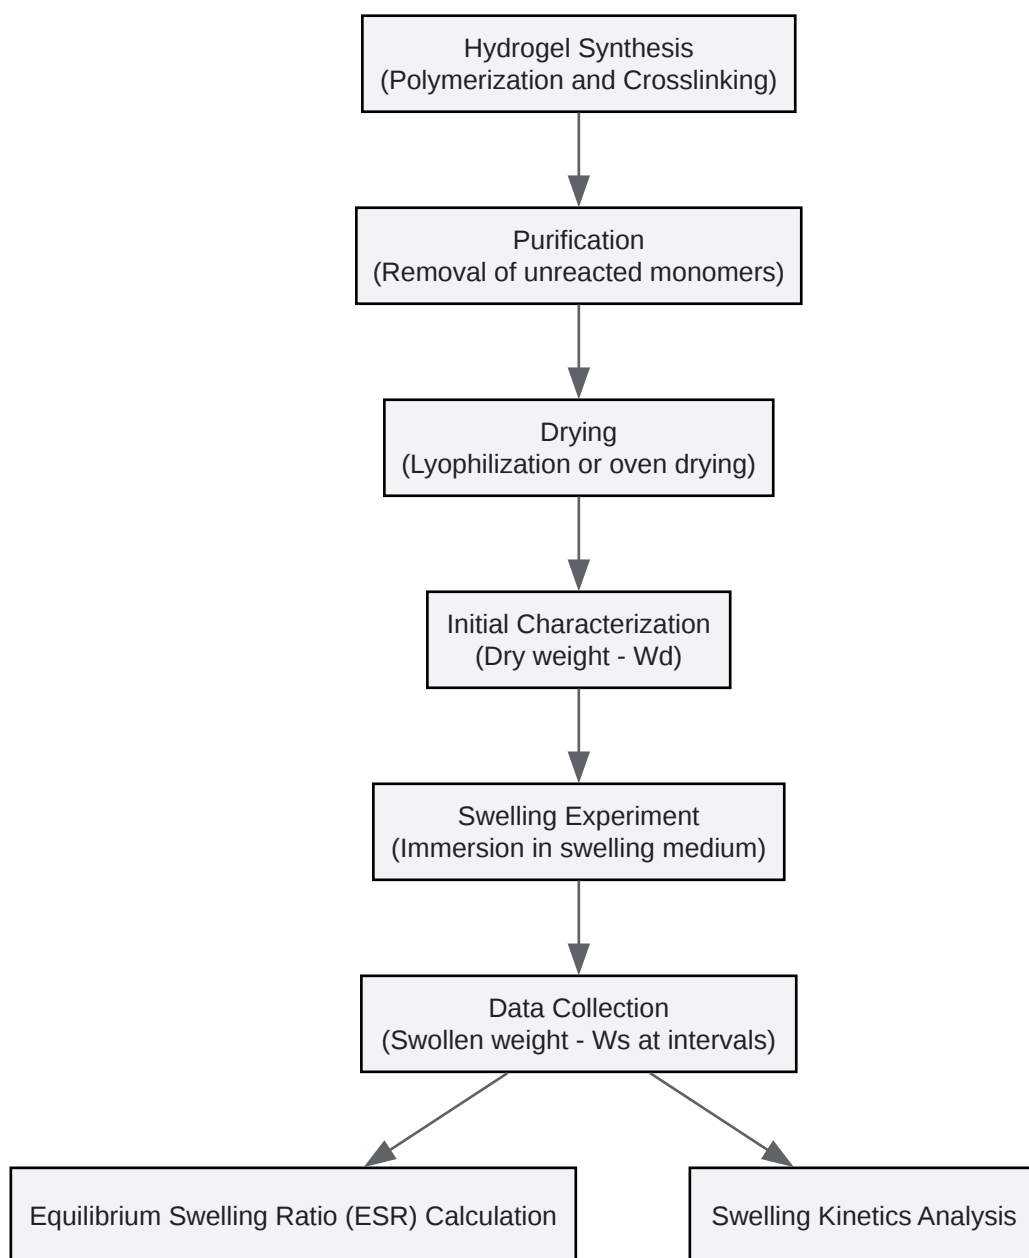 Hydrogel Synthesis
(Polymerization and Crosslinking)
Purification
(Removal of unreacted monomers)
Drying
(Lyophilization or oven drying)
Initial Characterization
(Dry weight - Wd)
Swelling Experiment
(Immersion in swelling medium)
Data Collection
(Swollen weight - Ws at intervals)
Equilibrium Swelling Ratio (ESR) Calculation
Swelling Kinetics Analysis